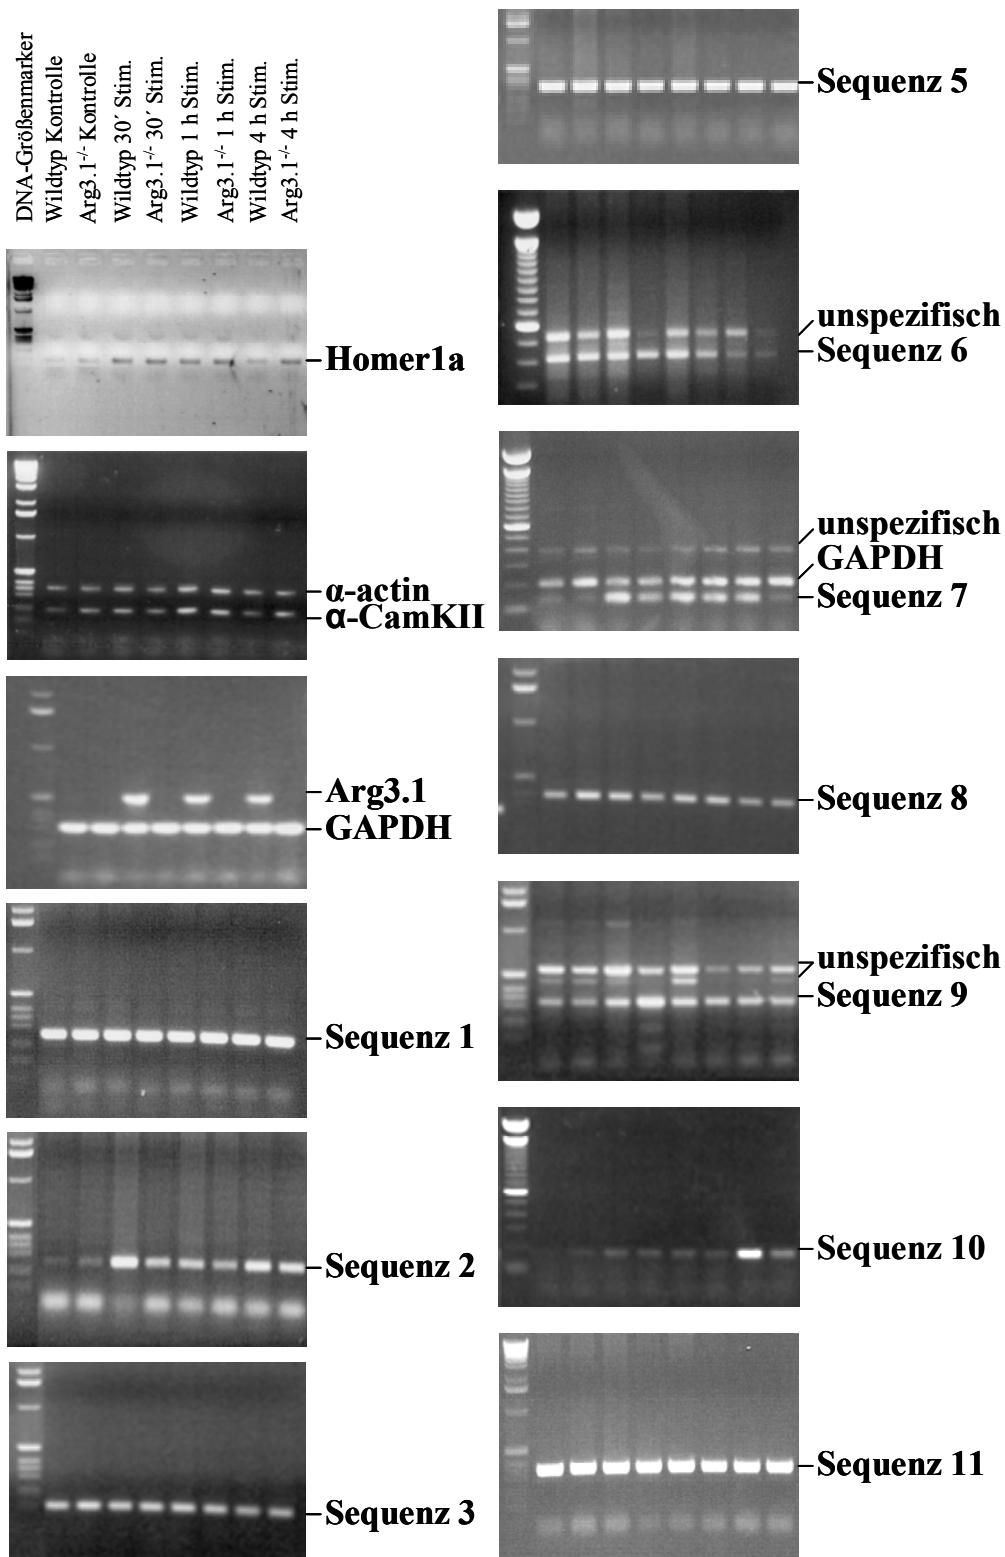 DNA-Größenmarker
Wildtyp Kontrolle
Arg3.1-/- Kontrolle
Wildtyp 30´ Stim.
Arg3.1-/- 30´ Stim.
Wildtyp 1 h Stim.
Arg3.1-/- 1 h Stim.
Wildtyp 4 h Stim.
Arg3.1-/- 4 h Stim.
Homer1a
α-actin
α-CamKII
Arg3.1
GAPDH
Sequenz 1
Sequenz 2
Sequenz 3
Sequenz 5
unspezifisch
Sequenz 6
unspezifisch
GAPDH
Sequenz 7
Sequenz 8
unspezifisch
Sequenz 9
Sequenz 10
Sequenz 11